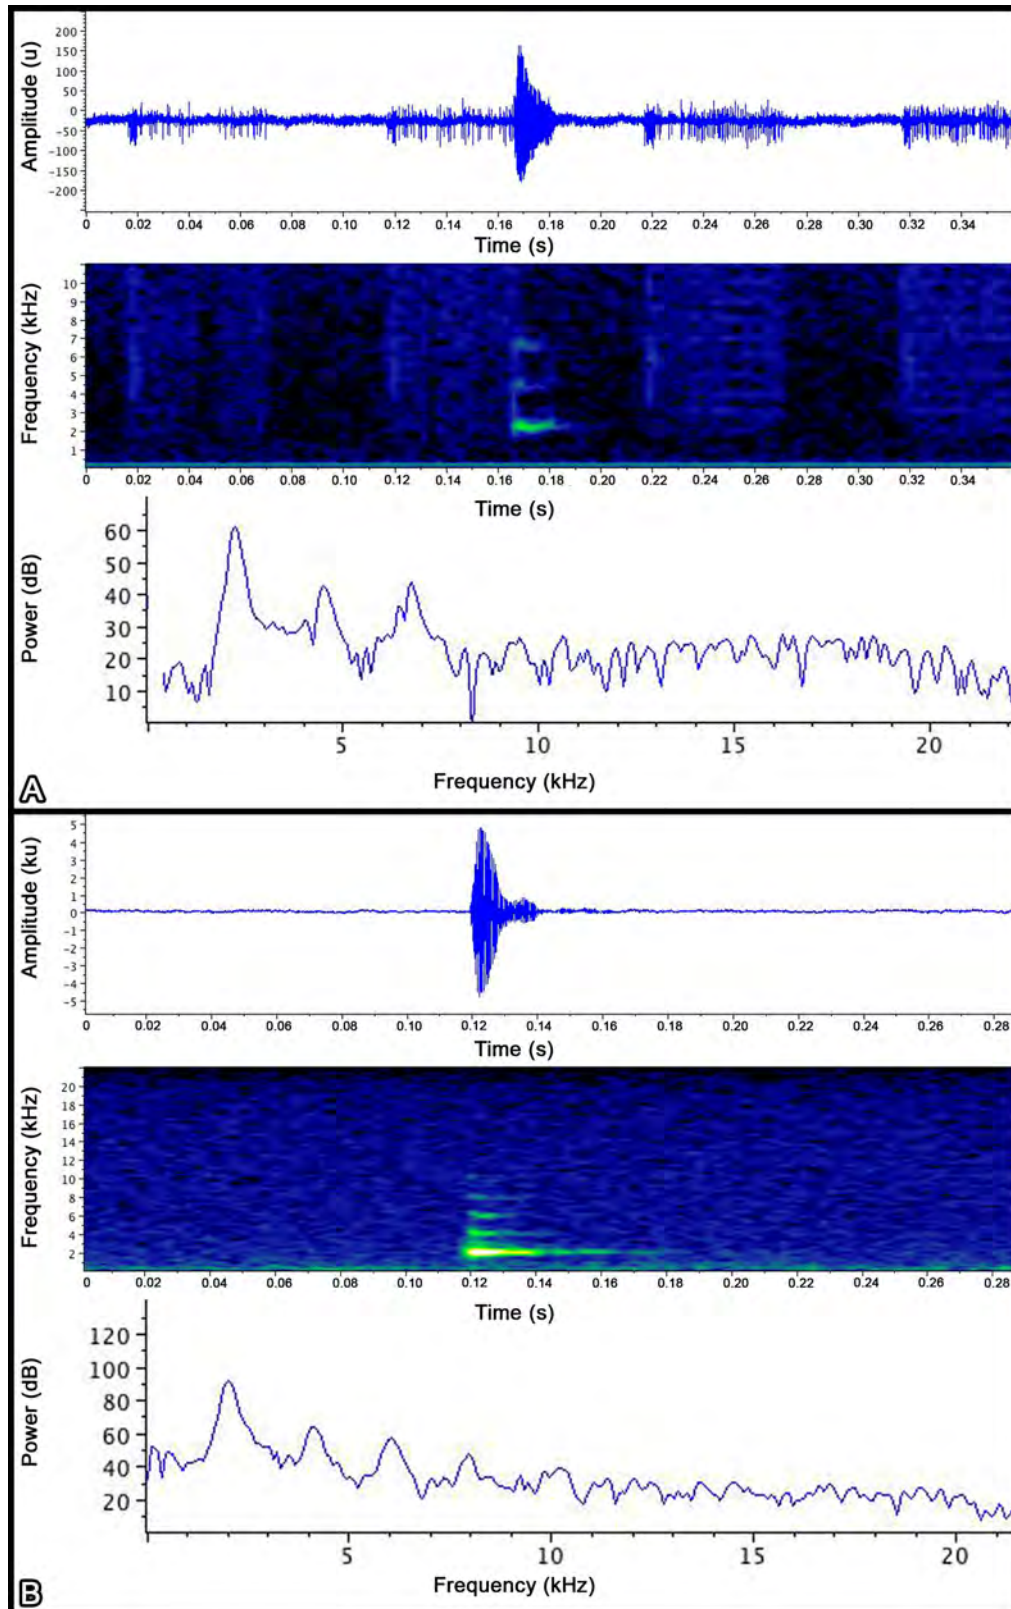 Amplitude (u)
200
150
100
50
0
-50
-100
-150
-200
0 0.02 0.04 0.06 0.08 0.10 0.12 0.14 0.16 0.18 0.20 0.22 0.24 0.26 0.28 0.30 0.32 0.34
Time (s)
Frequency (kHz)
10
9
8
7
6
5
4
3
2
1
0 0.02 0.04 0.06 0.08 0.10 0.12 0.14 0.16 0.18 0.20 0.22 0.24 0.26 0.28 0.30 0.32 0.34
Time (s)
Power (dB)
60
50
40
30
20
10
5 10 15 20
Frequency (kHz)
A
Amplitude (ku)
5
4
3
2
1
0
-1
-2
-3
-4
-5
0 0.02 0.04 0.06 0.08 0.10 0.12 0.14 0.16 0.18 0.20 0.22 0.24 0.26 0.28
Time (s)
Frequency (kHz)
20
18
16
14
12
10
8
6
4
2
0 0.02 0.04 0.06 0.08 0.10 0.12 0.14 0.16 0.18 0.20 0.22 0.24 0.26 0.28
Time (s)
Power (dB)
120
100
80
60
40
20
5 10 15 20
Frequency (kHz)
B